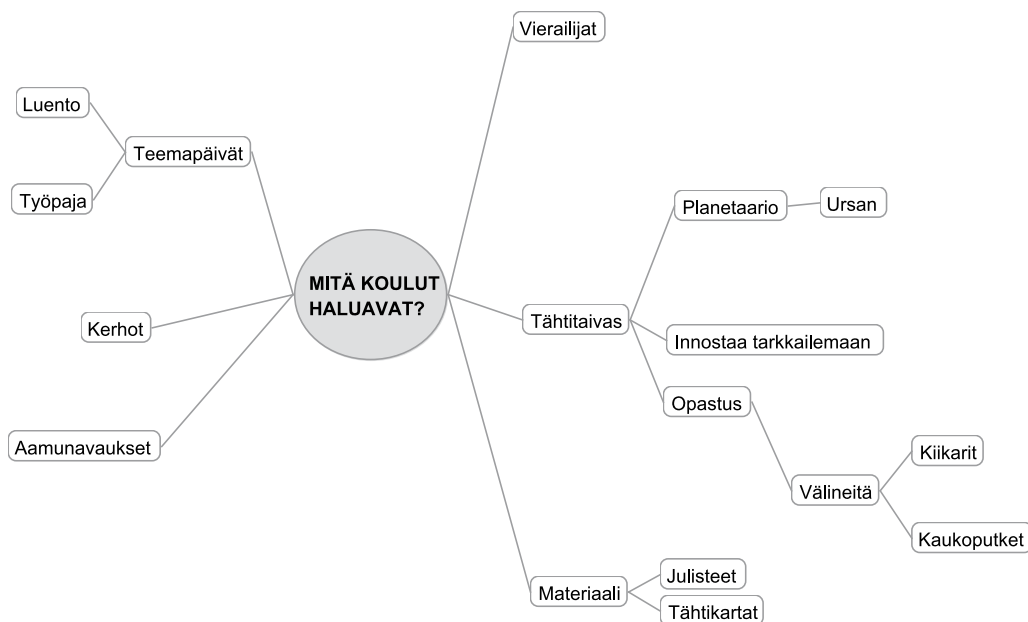 Vierailijat
Luento
Teemapäivät
Työpaja
Planetaario
Ursan
MITÄ KOULUT
HALUAVAT?
Tähtitaivas
Kerhot
Innostaa tarkkailemaan
Opastus
Aamunavaukset
Kiikarit
Välineitä
Kaukoputket
Materiaali
Julisteet
Tähtikartat